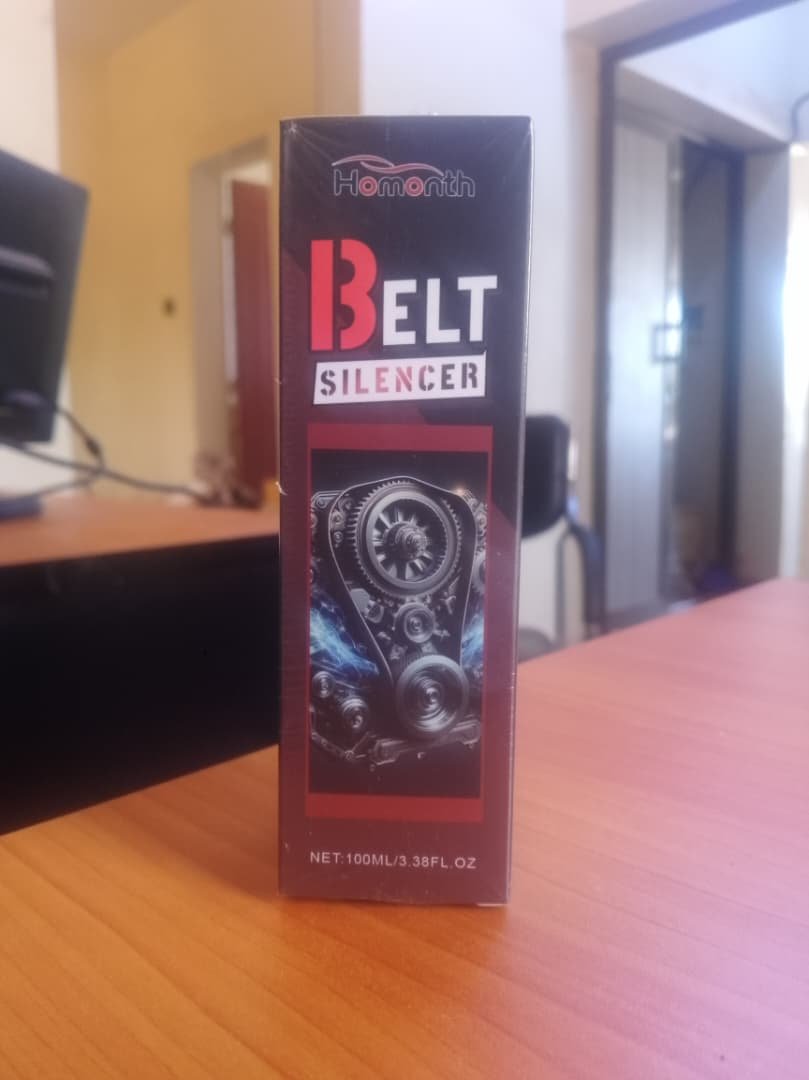 Homonth
BELT
SILENCER
NET:100ML/3.38FL.OZ